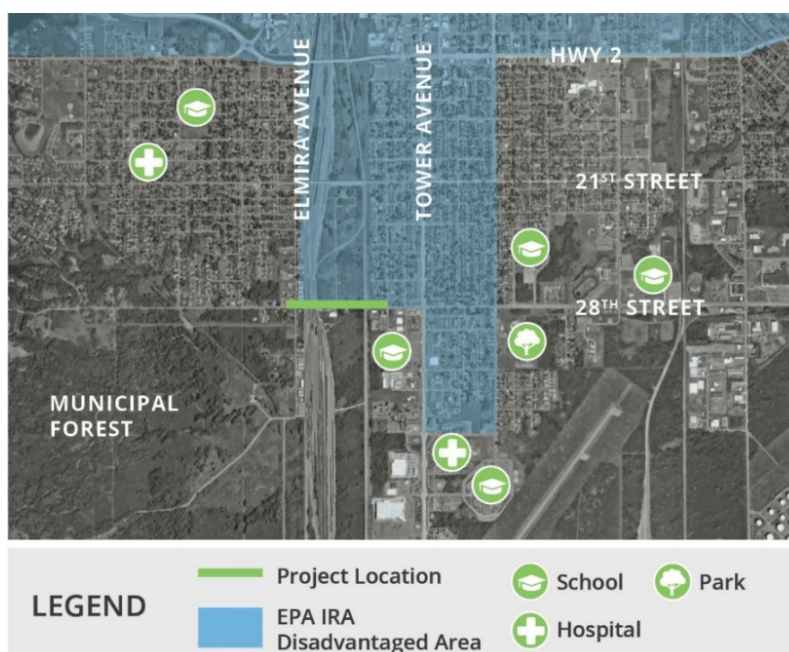 ELMIRA AVENUE
TOWER AVENUE
HWY 2
21ST STREET
28TH STREET
MUNICIPAL
FOREST
LEGEND
Project Location
EPA IRA
Disadvantaged Area
School
Park
Hospital